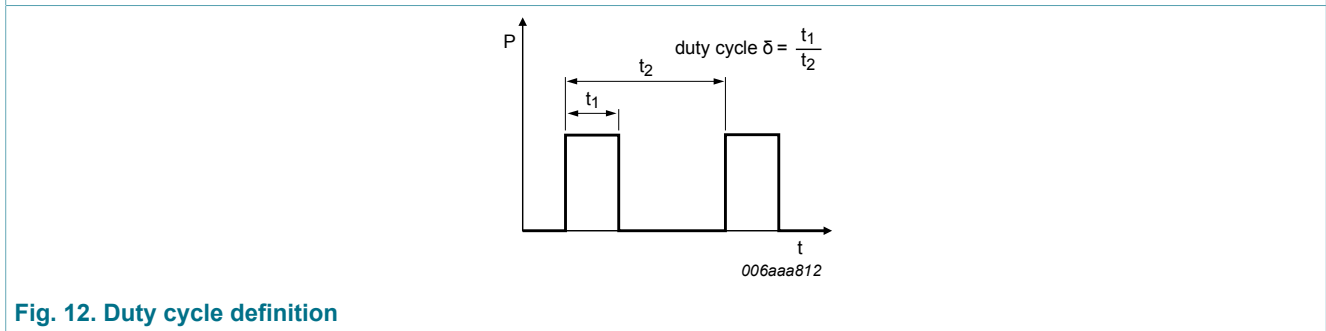 P
duty cycle δ = t1
t2
t2
t1
t
006aaa812
Fig. 12. Duty cycle definition